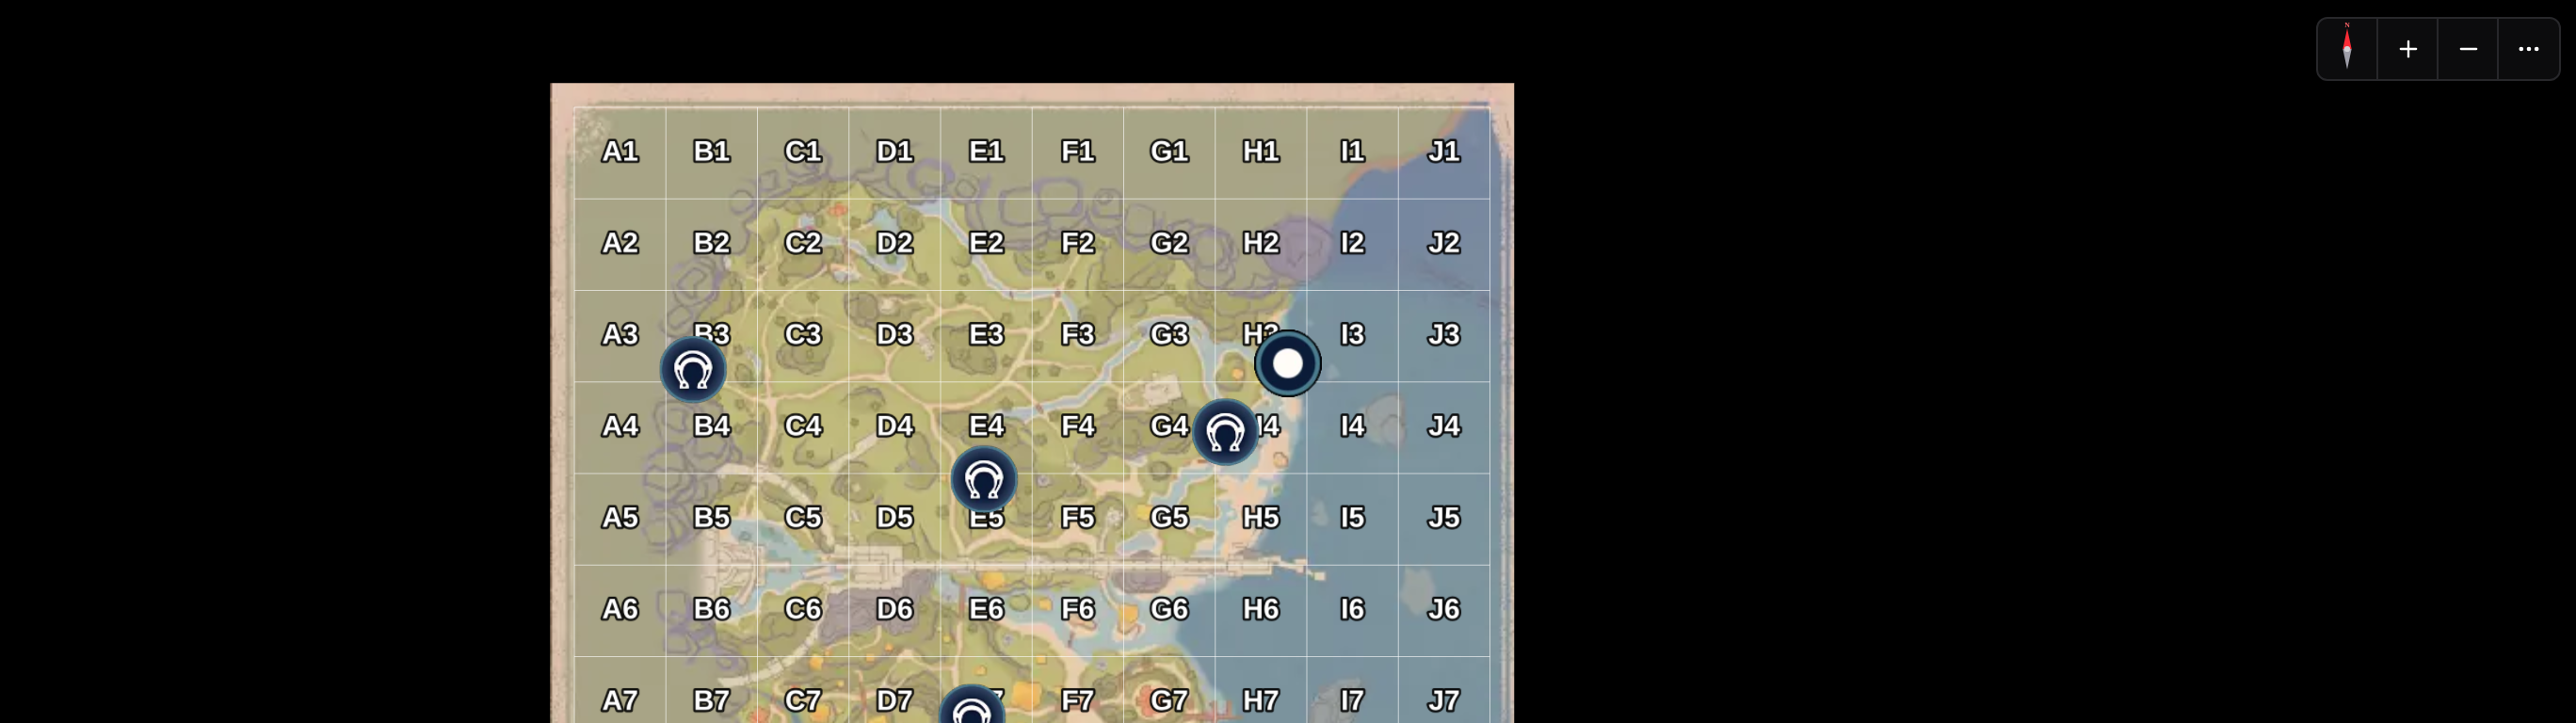 N
A1 B1 C1 D1 E1 F1 G1 H1 I1 J1
A2 B2 C2 D2 E2 F2 G2 H2 I2 J2
A3 B3 C3 D3 E3 F3 G3 H3 I3 J3
A4 B4 C4 D4 E4 F4 G4 I4 J4
A5 B5 C5 D5 E5 F5 G5 H5 I5 J5
A6 B6 C6 D6 E6 F6 G6 H6 I6 J6
A7 B7 C7 D7 F7 G7 H7 I7 J7